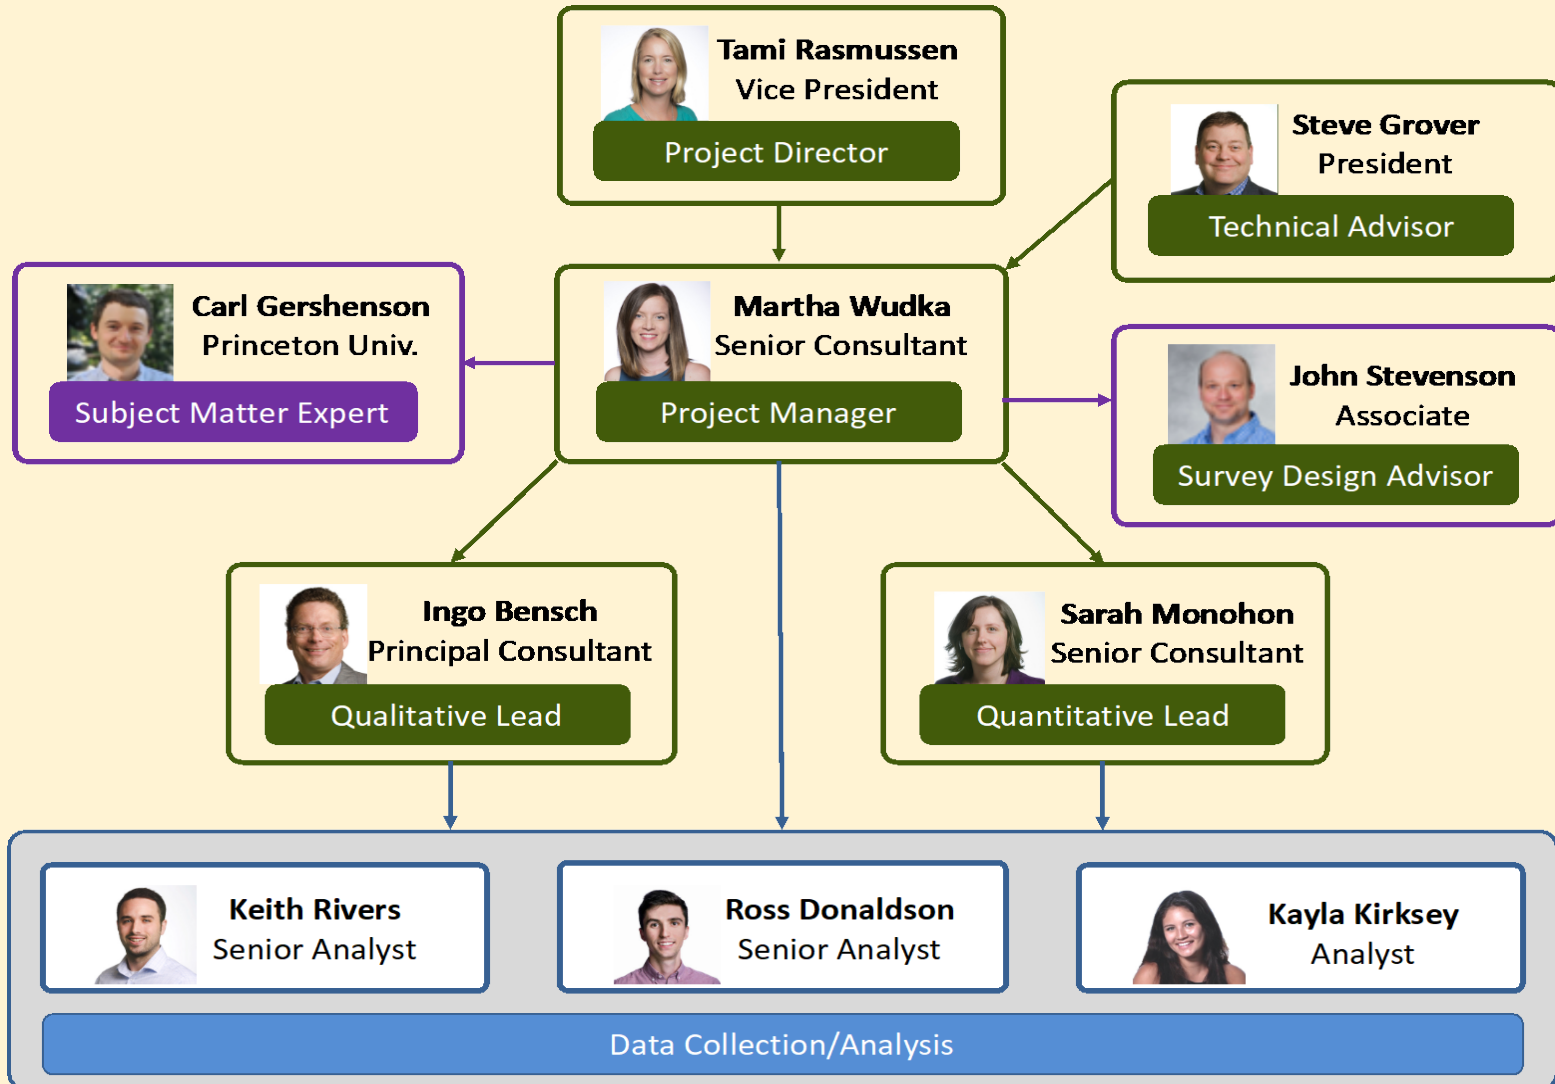 Tami Rasmussen
Vice President
Project Director
Steve Grover
President
Technical Advisor
Carl Gershenson
Princeton Univ.
Subject Matter Expert
Martha Wudka
Senior Consultant
Project Manager
John Stevenson
Associate
Survey Design Advisor
Ingo Bensch
Principal Consultant
Qualitative Lead
Sarah Monohon
Senior Consultant
Quantitative Lead
Keith Rivers
Senior Analyst
Ross Donaldson
Senior Analyst
Kayla Kirksey
Analyst
Data Collection/Analysis